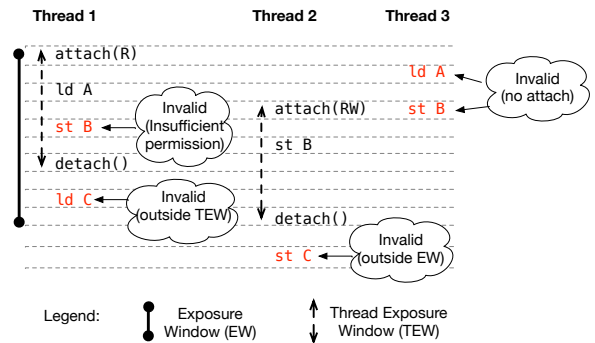 Thread 1
Thread 2
Thread 3
attach(R)
ld A
ld A
Invalid
(no attach)
Invalid
(Insufficient
permission)
attach(RW)
st B
st B
st B
detach()
ld C
Invalid
(outside TEW)
detach()
st C
Invalid
(outside EW)
Legend:
Exposure
Window (EW)
Thread Exposure
Window (TEW)